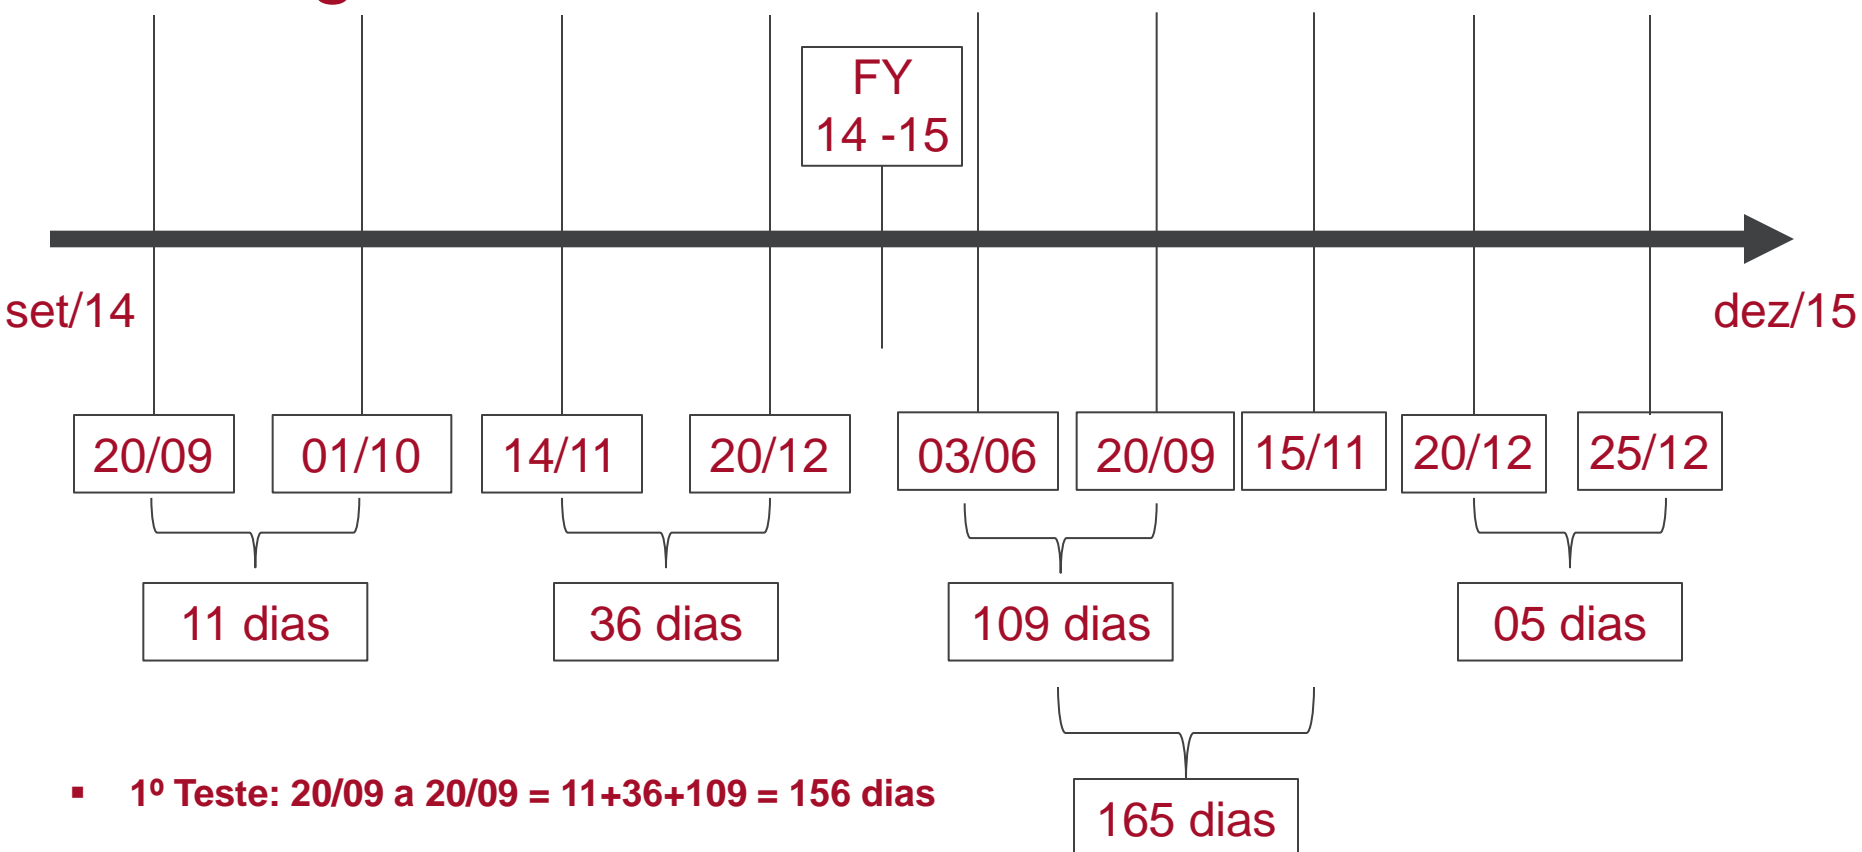 FY
14 -15
set/14
dez/15
20/09
01/10
14/11
20/12
03/06
20/09
15/11
20/12
25/12
11 dias
36 dias
109 dias
05 dias
▪ 1º Teste: 20/09 a 20/09 = 11+36+109 = 156 dias
165 dias